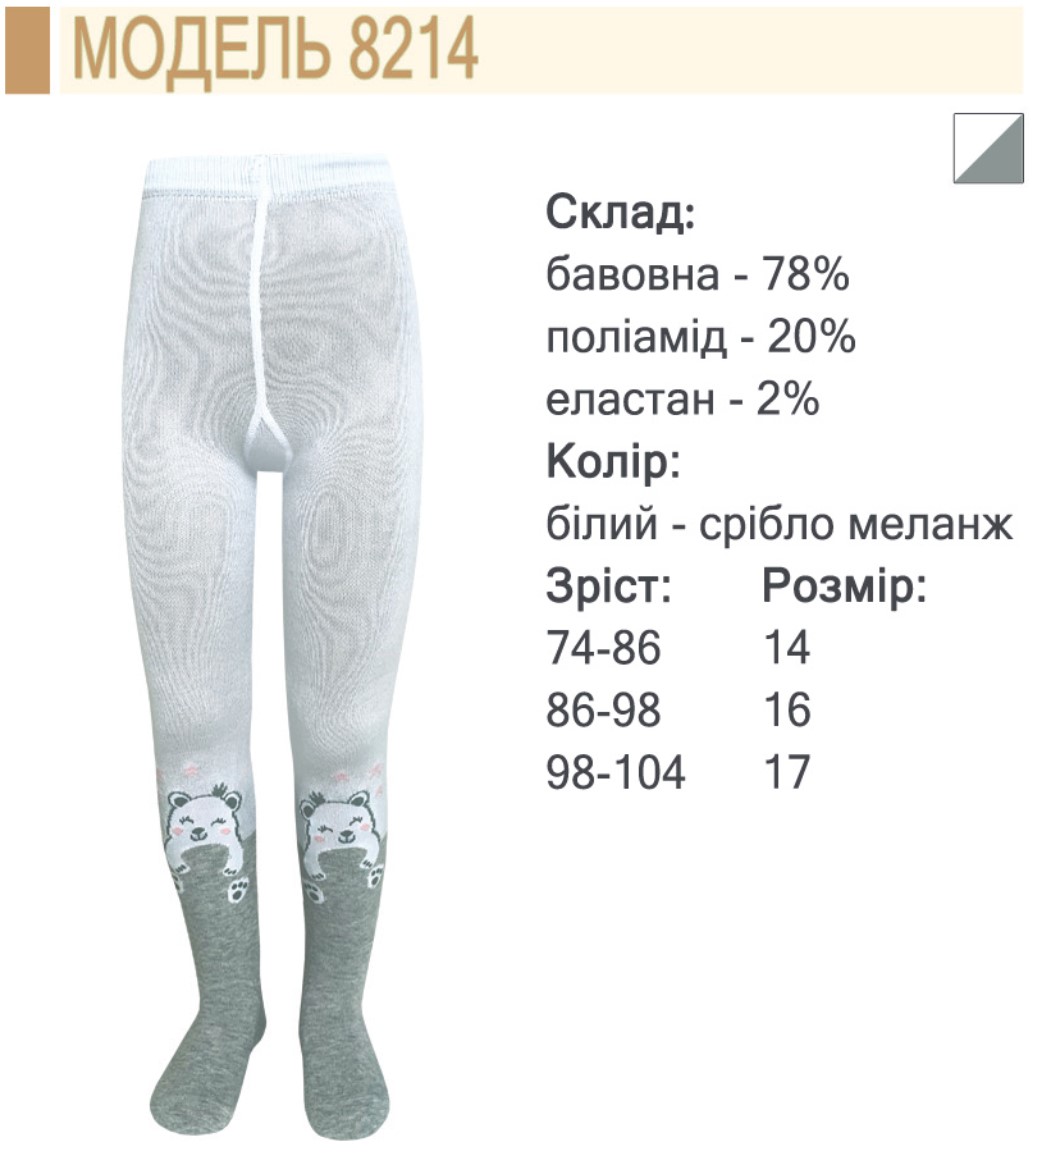 МОДЕЛЬ 8214
Склад:
бавовна - 78%
поліамід - 20%
еластан - 2%
Колір:
білий - срібло меланж
Зріст: Розмір:
74-86 14
86-98 16
98-104 17